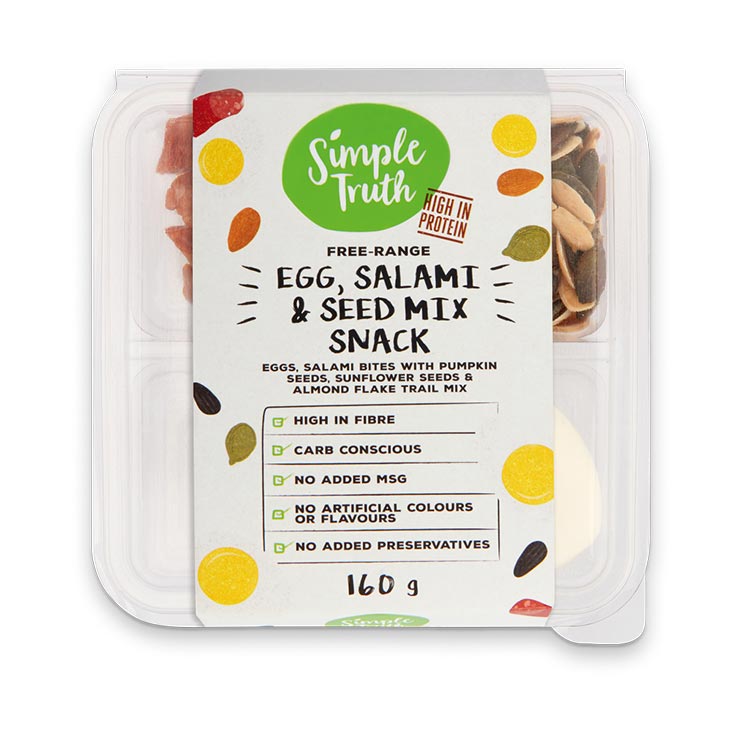 Simple
Truth
HIGH IN
PROTEIN
FREE-RANGE
EGG, SALAMI
& SEED MIX
SNACK
EGGS, SALAMI BITES WITH PUMPKIN
SEEDS, SUNFLOWER SEEDS &
ALMOND FLAKE TRAIL MIX
HIGH IN FIBRE
CARB CONSCIOUS
NO ADDED MSG
NO ARTIFICIAL COLOURS
OR FLAVOURS
NO ADDED PRESERVATIVES
160 g
Simple